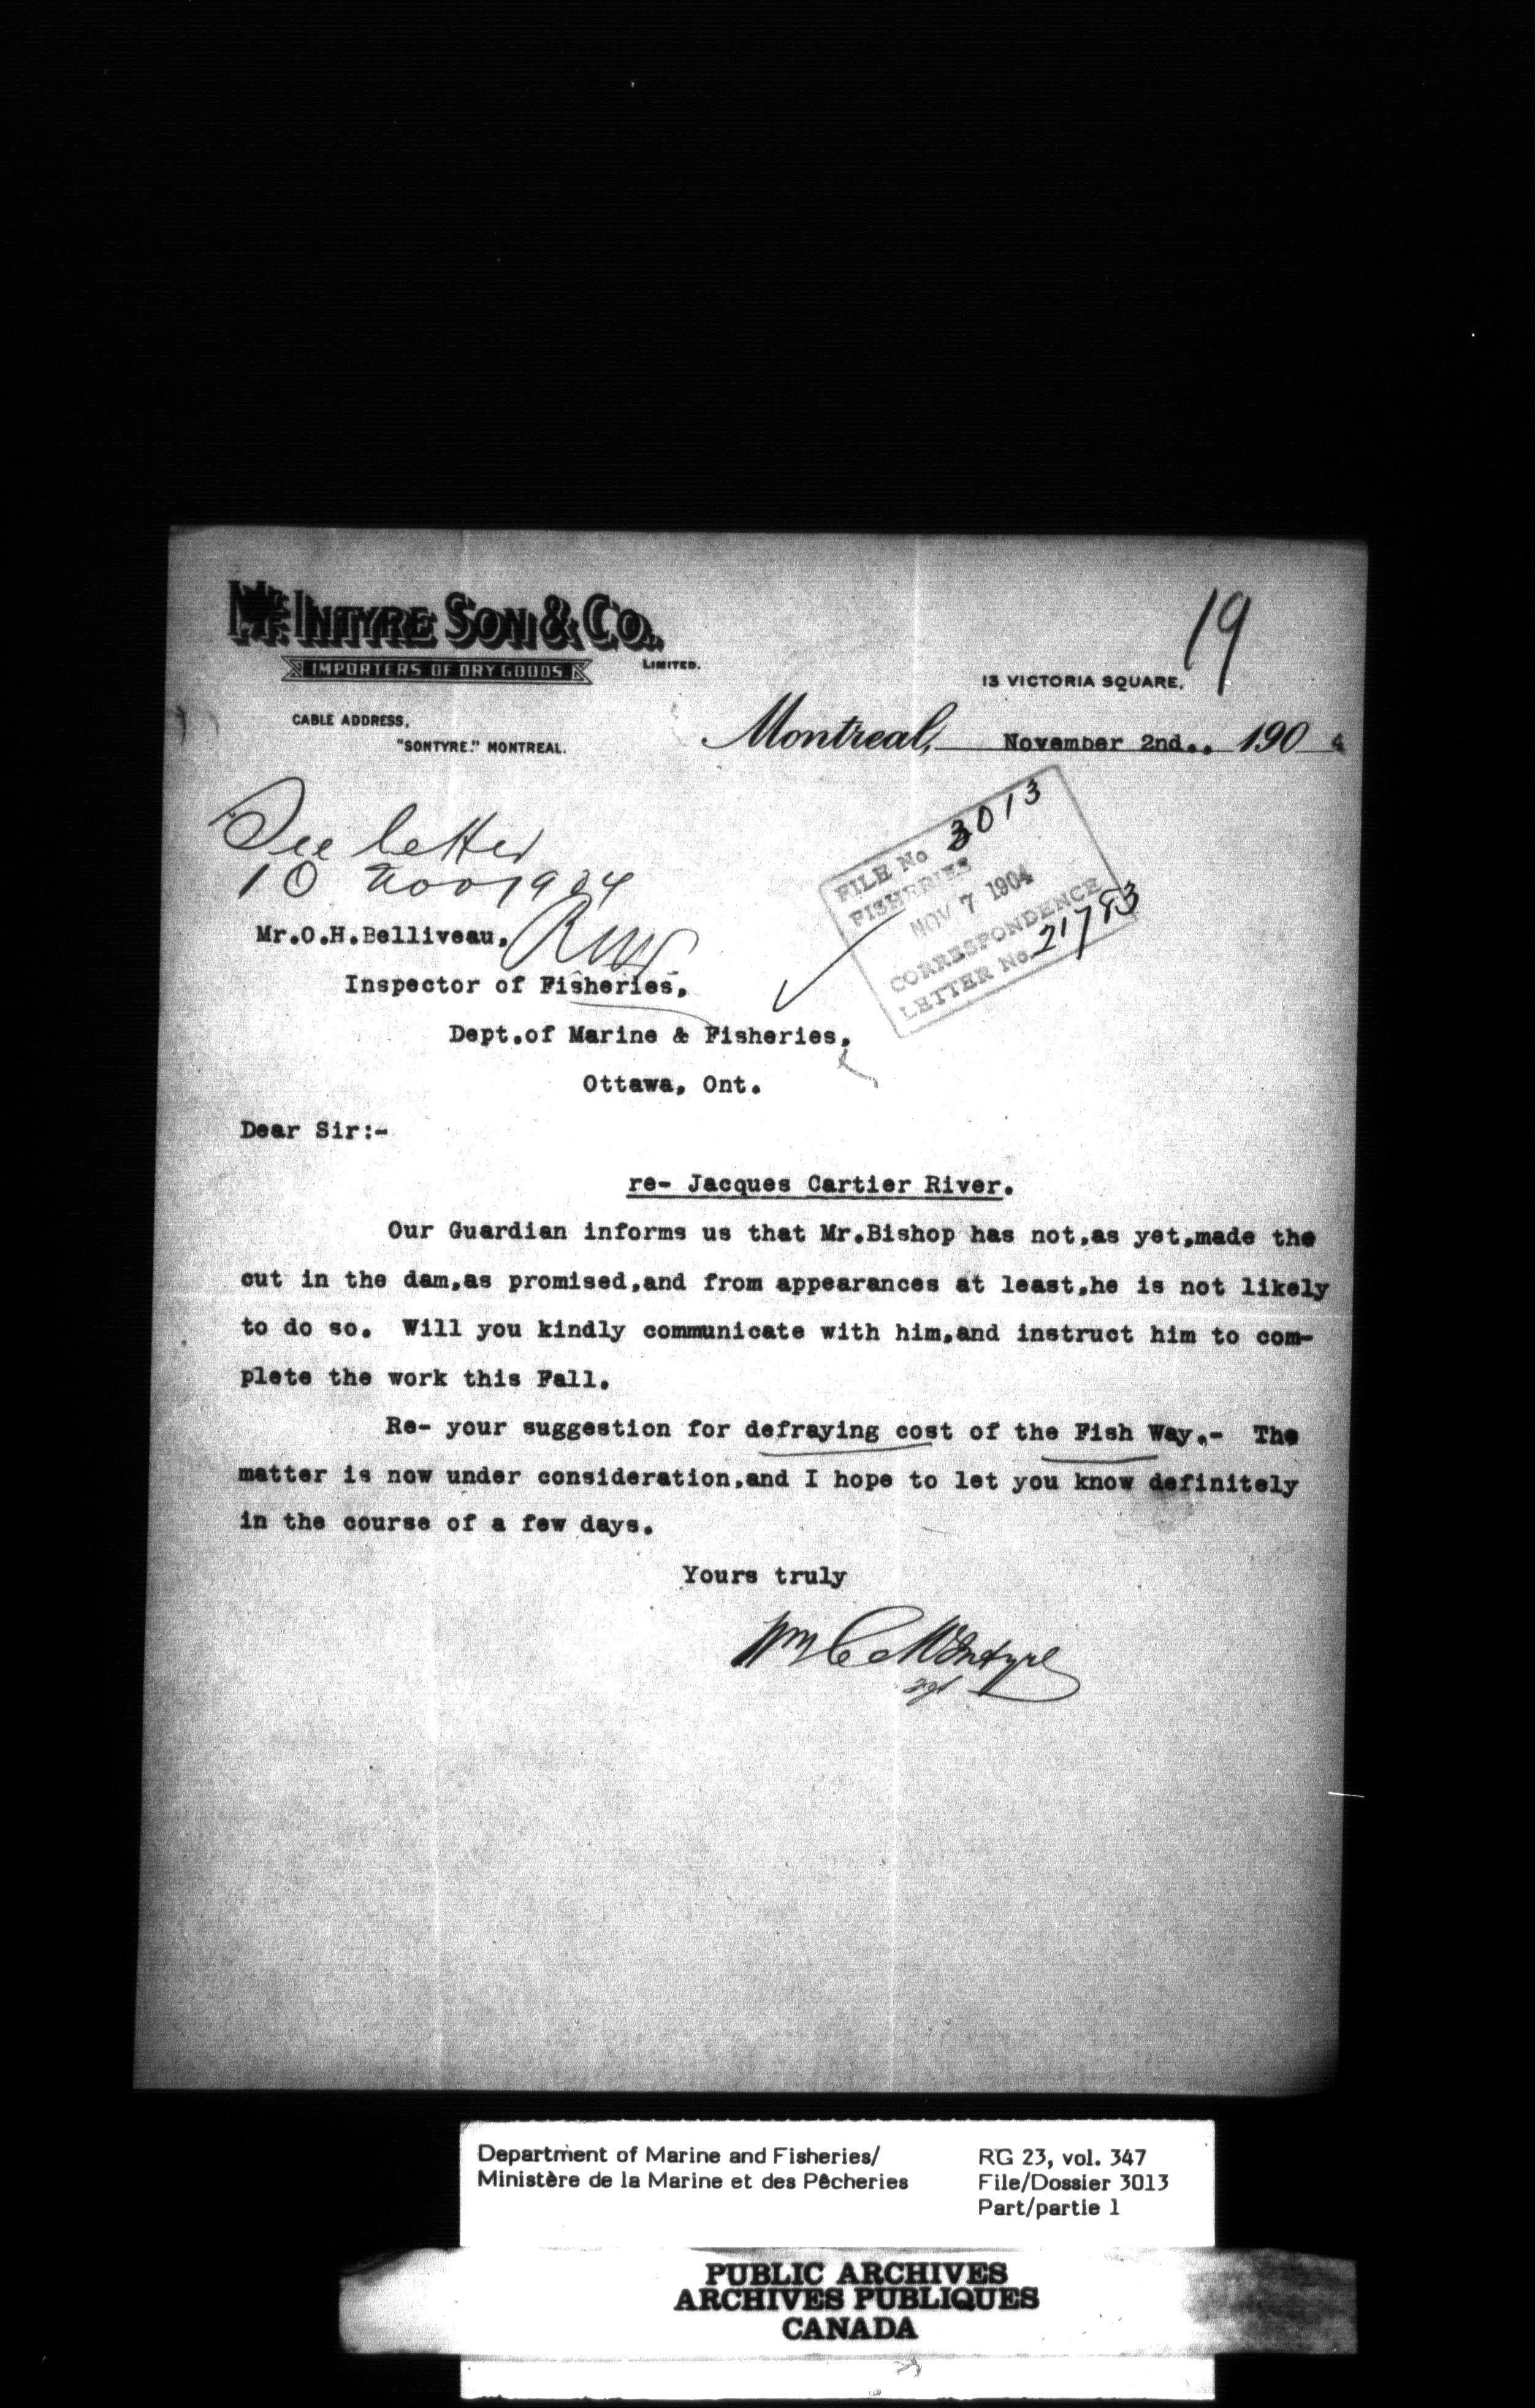 19
McINTYRE SON & CO.
LIMITED.
IMPORTERS OF DRY GOODS.
13 VICTORIA SQUARE,
CABLE ADDRESS,
"SONTYRE." MONTREAL.
Montreal, November 2nd.. 1904
See letter
10 Nov 1904
FILE No 3013
FISHERIES
NOV 7 1904
CORRESPONDENCE
LETTER No. 21793
Mr.O.H.Belliveau,
Inspector of Fisheries,
Dept.of Marine & Fisheries,
Ottawa, Ont.
Dear Sir:-
re- Jacques Cartier River.
Our Guardian informs us that Mr.Bishop has not,as yet,made the
cut in the dam,as promised,and from appearances at least,he is not likely
to do so. Will you kindly communicate with him,and instruct him to com-
plete the work this Fall.
Re- your suggestion for defraying cost of the Fish Way.- The
matter is now under consideration,and I hope to let you know definitely
in the course of a few days.
Yours truly
Wm C McIntyre
Department of Marine and Fisheries/
Ministère de la Marine et des Pêcheries
RG 23, vol. 347
File/Dossier 3013
Part/partie 1
PUBLIC ARCHIVES
ARCHIVES PUBLIQUES
CANADA